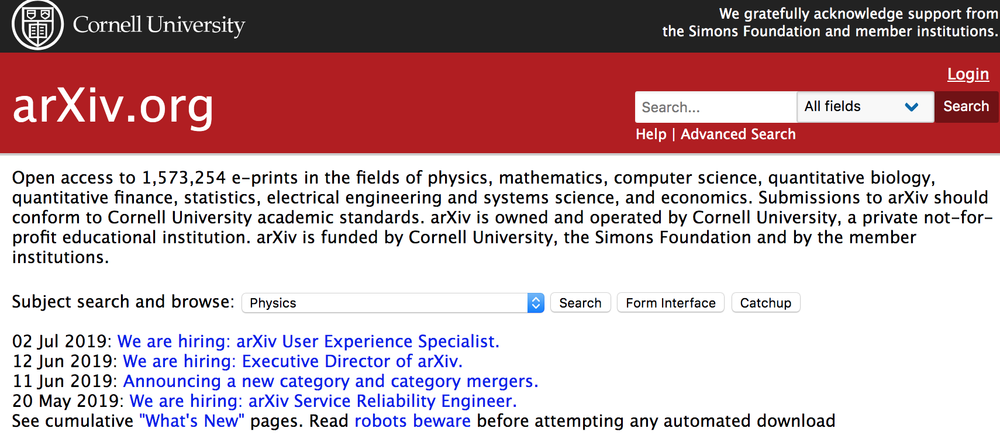 Cornell University
We gratefully acknowledge support from
the Simons Foundation and member institutions.
Login
arXiv.org
Search... All fields Search
Help | Advanced Search
Open access to 1,573,254 e-prints in the fields of physics, mathematics, computer science, quantitative biology,
quantitative finance, statistics, electrical engineering and systems science, and economics. Submissions to arXiv should
conform to Cornell University academic standards. arXiv is owned and operated by Cornell University, a private not-for-
profit educational institution. arXiv is funded by Cornell University, the Simons Foundation and by the member
institutions.
Subject search and browse: Physics Search Form Interface Catchup
02 Jul 2019: We are hiring: arXiv User Experience Specialist.
12 Jun 2019: We are hiring: Executive Director of arXiv.
11 Jun 2019: Announcing a new category and category mergers.
20 May 2019: We are hiring: arXiv Service Reliability Engineer.
See cumulative "What's New" pages. Read robots beware before attempting any automated download